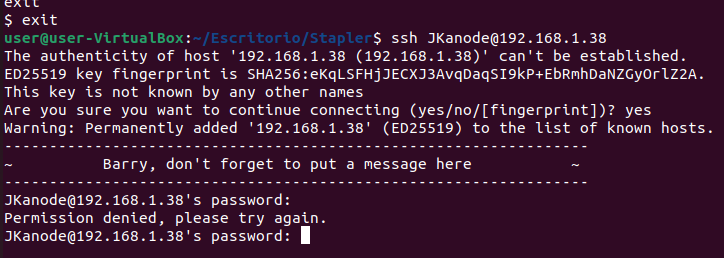 exit
$ exit
user@user-VirtualBox:~/Escritorio/Stapler$ ssh JKanode@192.168.1.38
The authenticity of host '192.168.1.38 (192.168.1.38)' can't be established.
ED25519 key fingerprint is SHA256:eKqLSFHjJECXJ3AvqDaqSI9kP+EbRmhDaNZGyOrlZ2A.
This key is not known by any other names
Are you sure you want to continue connecting (yes/no/[fingerprint])? yes
Warning: Permanently added '192.168.1.38' (ED25519) to the list of known hosts.
-----------------------------------------------------------------
~          Barry, don't forget to put a message here           ~
-----------------------------------------------------------------
JKanode@192.168.1.38's password:
Permission denied, please try again.
JKanode@192.168.1.38's password: